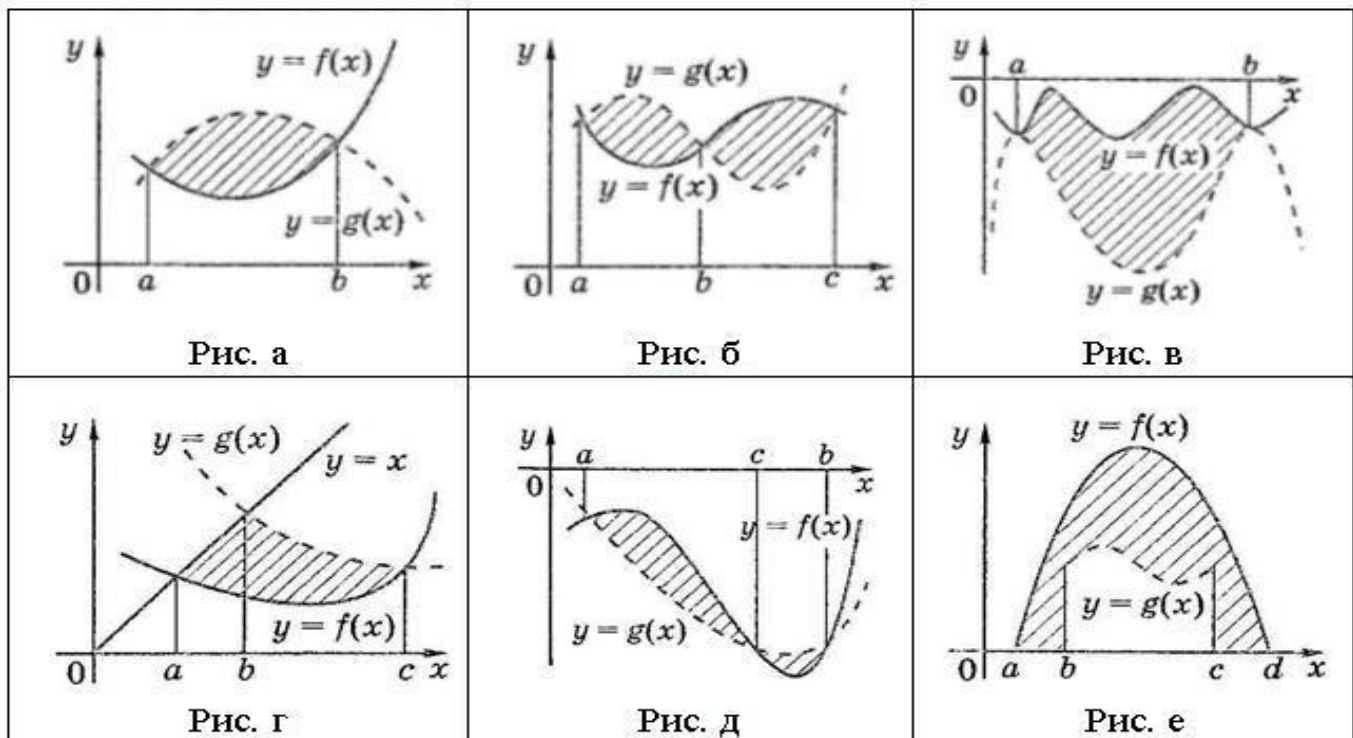 y
y = f(x)
y = g(x)
0
a
b
x
Рис. а
y
y = g(x)
y = f(x)
0
a
b
c
x
Рис. б
a
b
0
x
y = f(x)
y = g(x)
Рис. в
y
y = g(x)
y = x
y = f(x)
0
a
b
c
x
Рис. г
y
a
c
b
0
x
y = f(x)
y = g(x)
Рис. д
y
y = f(x)
y = g(x)
0
a
b
c
d
x
Рис. е